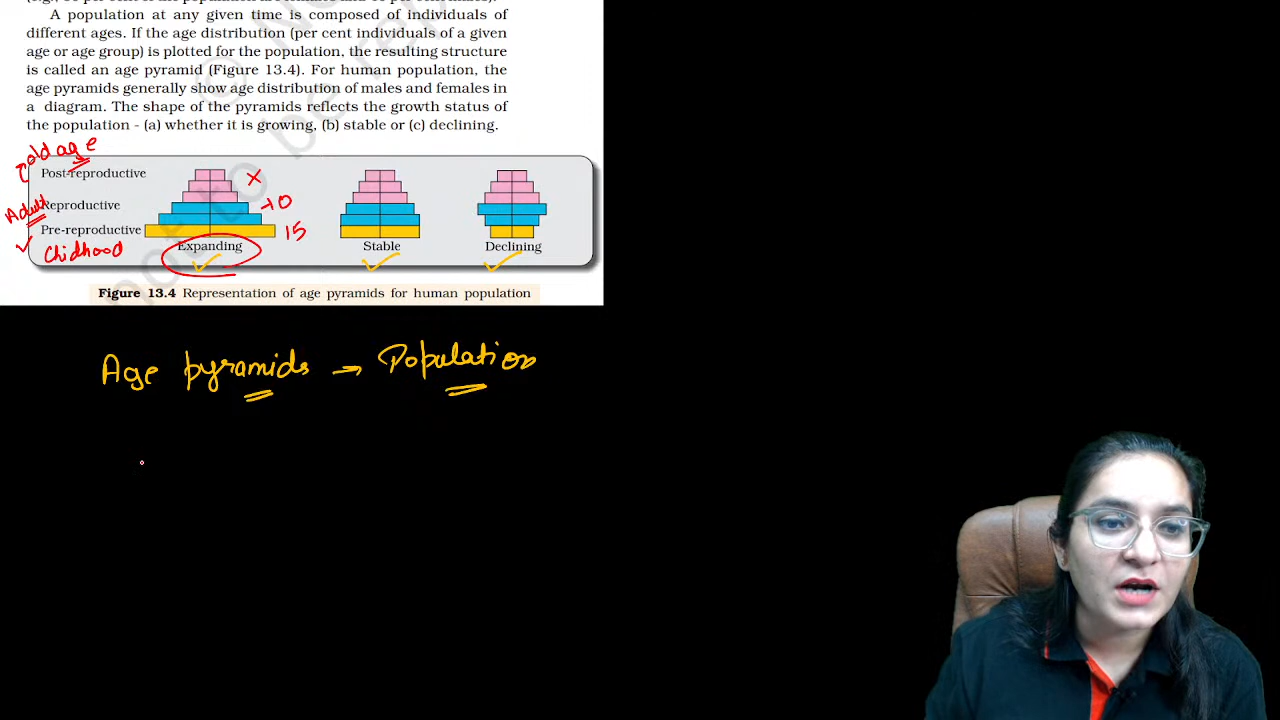 A population at any given time is composed of individuals of
different ages. If the age distribution (per cent individuals of a given
age or age group) is plotted for the population, the resulting structure
is called an age pyramid (Figure 13.4). For human population, the
age pyramids generally show age distribution of males and females in
a diagram. The shape of the pyramids reflects the growth status of
the population - (a) whether it is growing, (b) stable or (c) declining.
old age
Post-reproductive
Adult
Reproductive
10
Pre-reproductive
15
Chidhood
Expanding Stable Declining
Figure 13.4 Representation of age pyramids for human population
Age pyramids → Population